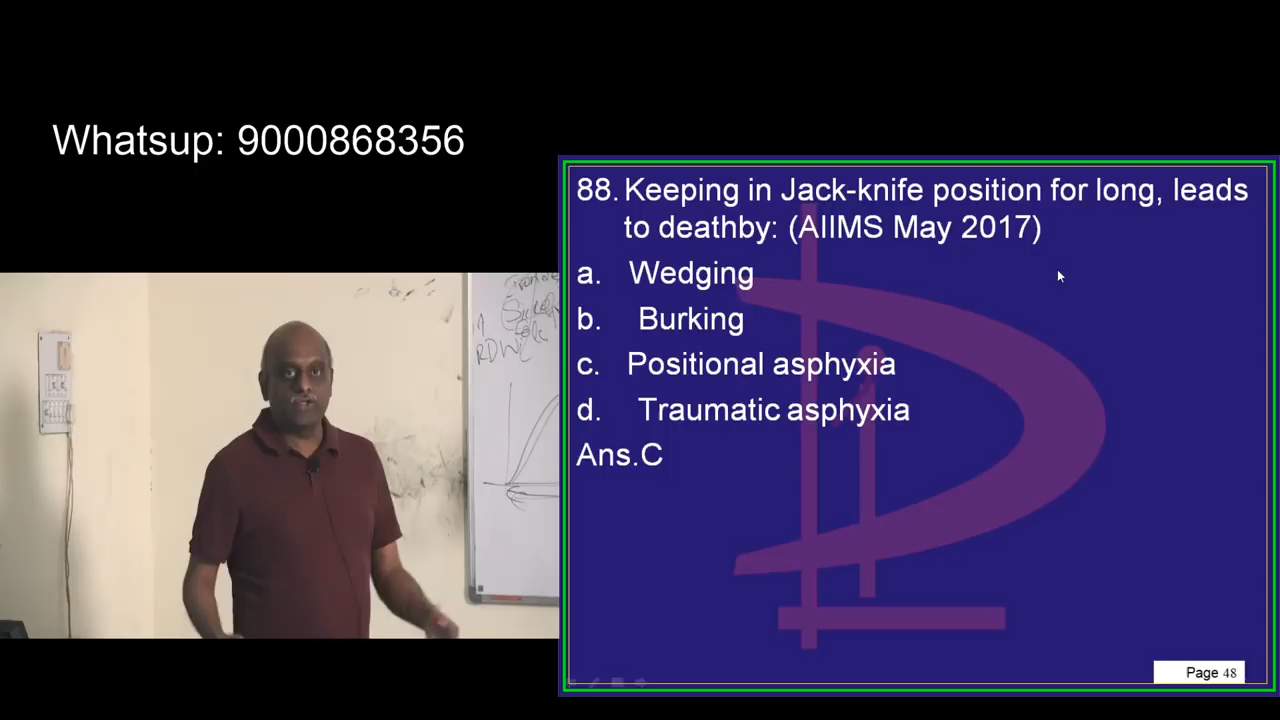 Whatsup: 9000868356
88. Keeping in Jack-knife position for long, leads
to deathby: (AIIMS May 2017)
a. Wedging
b. Burking
c. Positional asphyxia
d. Traumatic asphyxia
Ans.C
Page 48
RDW